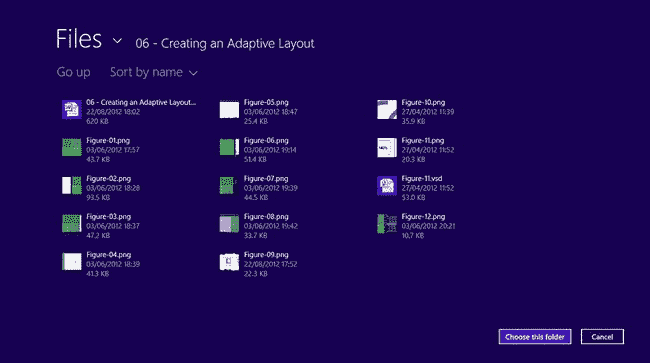 Files
06 - Creating an Adaptive Layout
Go up
Sort by name
06 - Creating an Adaptive Layout...
22/08/2012 18:02
620 KB
Figure-01.png
03/06/2012 17:57
43.7 KB
Figure-02.png
03/06/2012 18:28
93.5 KB
Figure-03.png
03/06/2012 18:37
47.2 KB
Figure-04.png
03/06/2012 18:39
41.3 KB
Figure-05.png
03/06/2012 18:47
25.4 KB
Figure-06.png
03/06/2012 19:14
51.4 KB
Figure-07.png
03/06/2012 19:39
44.5 KB
Figure-08.png
03/06/2012 19:42
33.7 KB
Figure-09.png
22/08/2012 17:52
22.3 KB
Figure-10.png
27/04/2012 11:39
35.9 KB
Figure-11.png
27/04/2012 11:52
20.3 KB
Figure-11.vsd
27/04/2012 11:52
53.0 KB
Figure-12.png
03/06/2012 20:21
10.7 KB
Choose this folder
Cancel